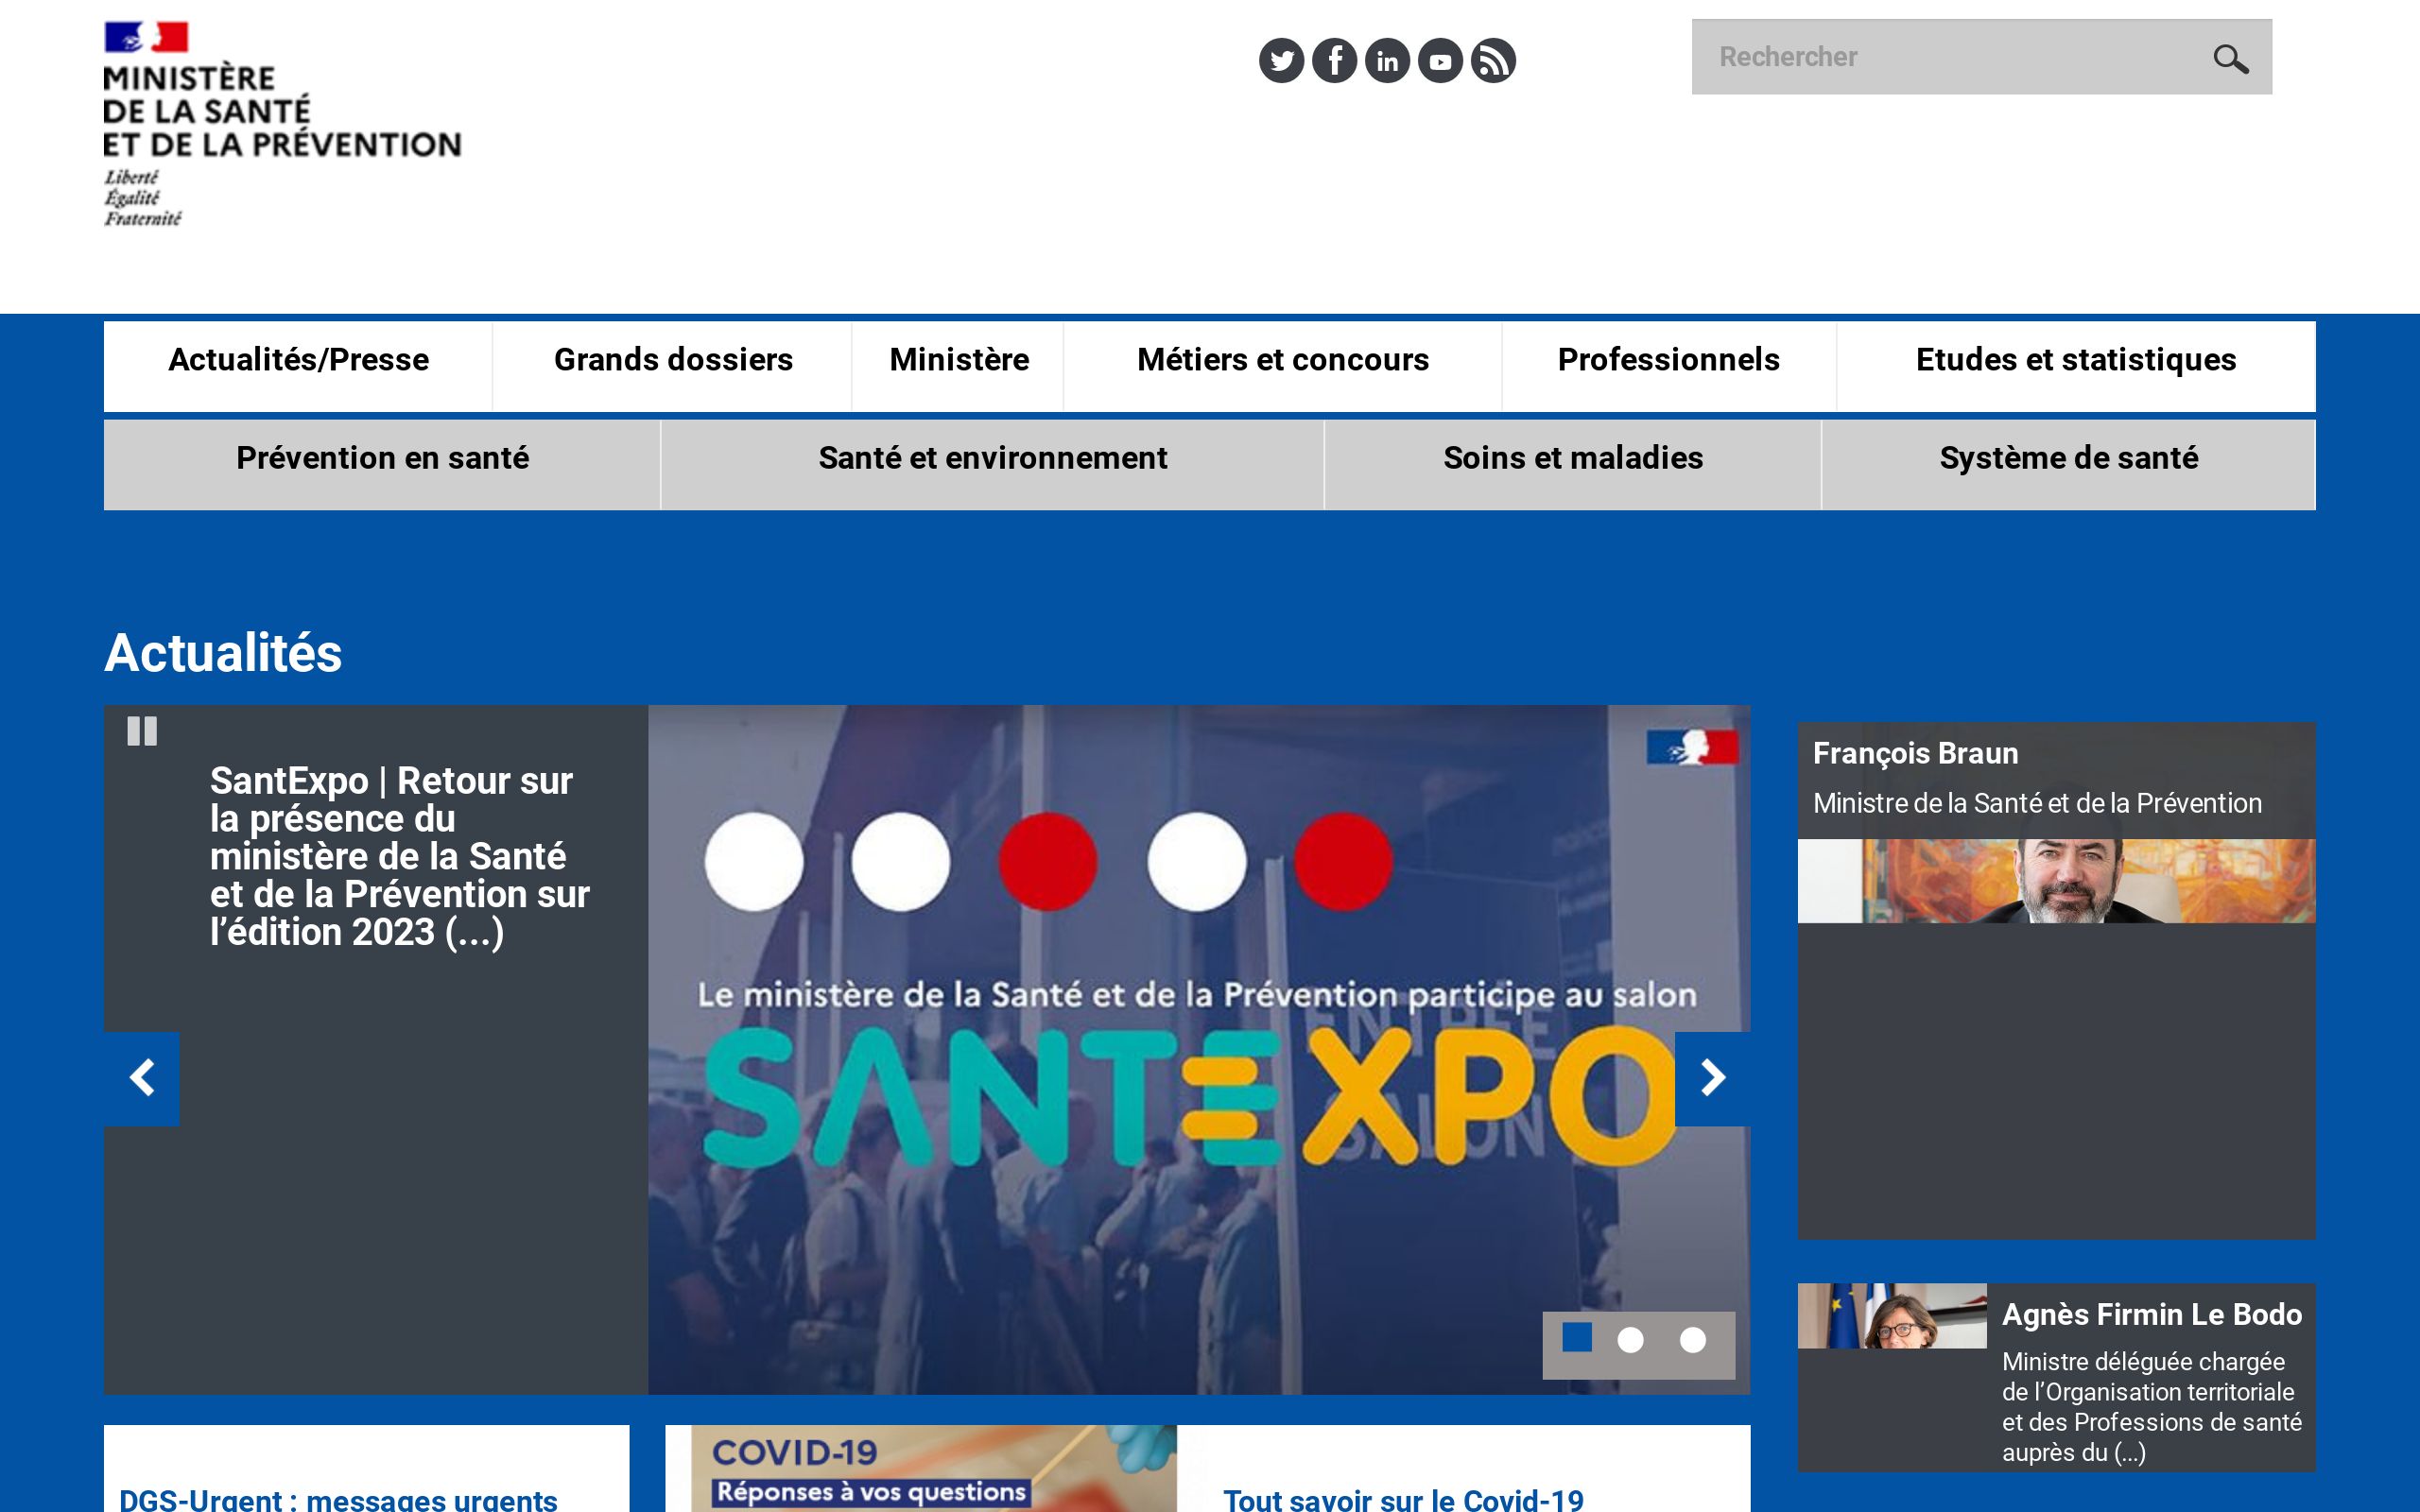 MINISTÈRE
DE LA SANTÉ
ET DE LA PRÉVENTION
Liberté
Égalité
Fraternité
Rechercher
Actualités/Presse
Grands dossiers
Ministère
Métiers et concours
Professionnels
Etudes et statistiques
Prévention en santé
Santé et environnement
Soins et maladies
Système de santé
Actualités
SantExpo | Retour sur
la présence du
ministère de la Santé
et de la Prévention sur
l’édition 2023 (...)
Le ministère de la Santé et de la Prévention participe au salon
SANTEXPO
ENTRÉE
SALON
François Braun
Ministre de la Santé et de la Prévention
Agnès Firmin Le Bodo
Ministre déléguée chargée
de l’Organisation territoriale
et des Professions de santé
auprès du (...)
DGS-Urgent : messages urgents
COVID-19
Réponses à vos questions
Tout savoir sur le Covid-19